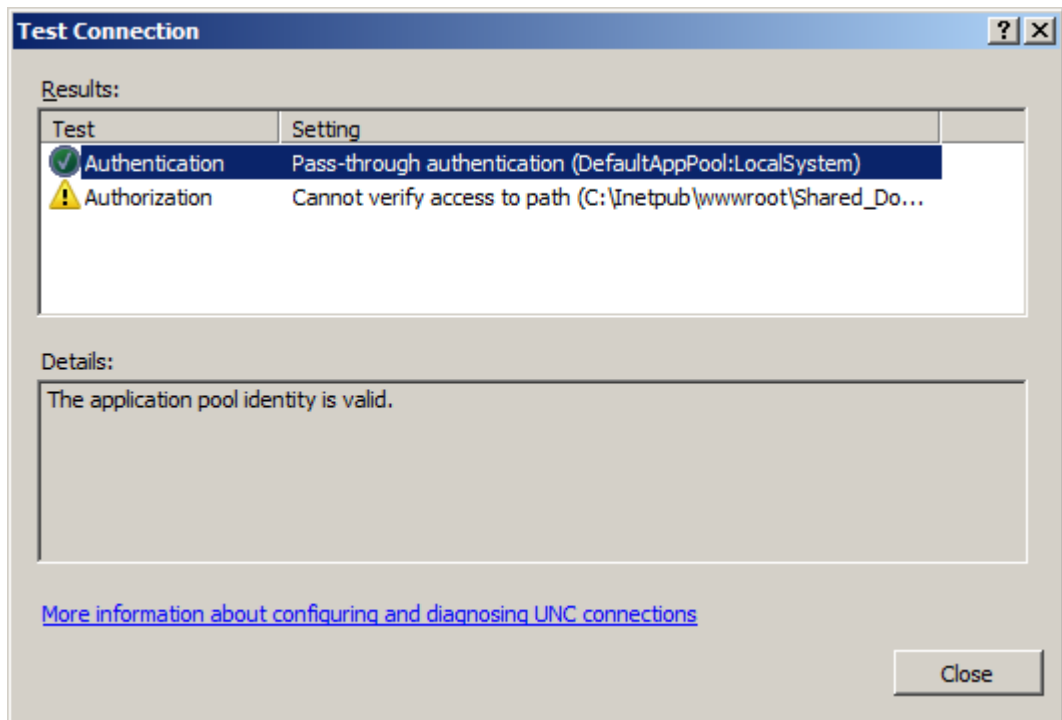 Test Connection
Results:
Test Setting
Authentication Pass-through authentication (DefaultAppPool:LocalSystem)
Authorization Cannot verify access to path (C:\Inetpub\wwwroot\Shared_Do...
Details:
The application pool identity is valid.
More information about configuring and diagnosing UNC connections
Close